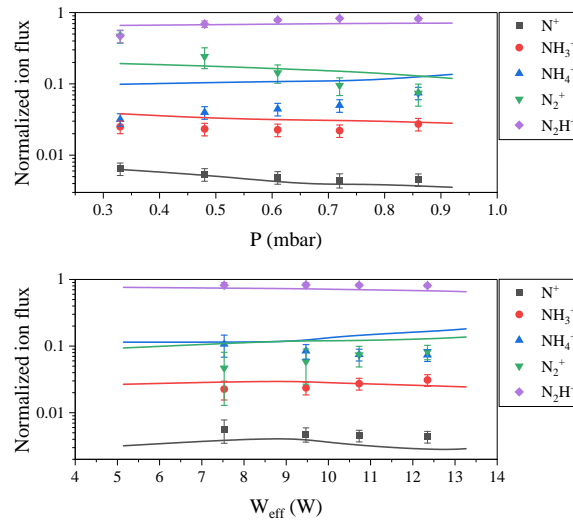 Normalized ion flux
1
0.1
0.01
0.3 0.4 0.5 0.6 0.7 0.8 0.9 1.0
P (mbar)
N⁺
NH₃⁺
NH₄⁺
N₂⁺
N₂H⁺
Normalized ion flux
1
0.1
0.01
4 5 6 7 8 9 10 11 12 13 14
W_eff (W)
N⁺
NH₃⁺
NH₄⁺
N₂⁺
N₂H⁺